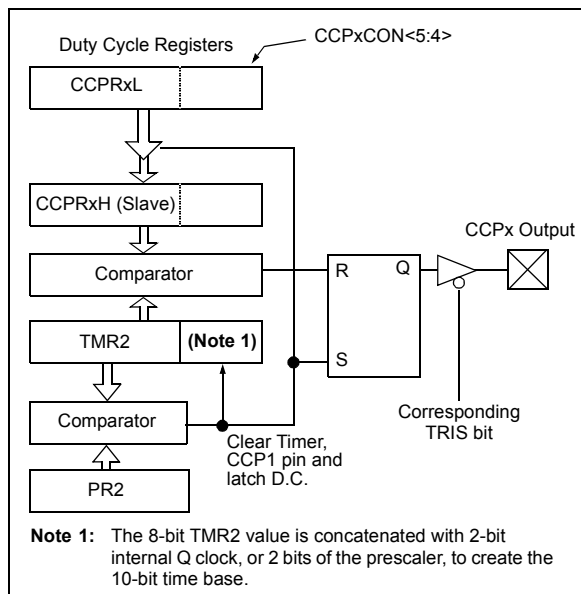 Duty Cycle Registers
CCPxCON<5:4>
CCPRxL
CCPRxH (Slave)
CCPx Output
Comparator
R
Q
TMR2
(Note 1)
S
Comparator
Corresponding
TRIS bit
Clear Timer,
CCP1 pin and
latch D.C.
PR2
Note 1: The 8-bit TMR2 value is concatenated with 2-bit
internal Q clock, or 2 bits of the prescaler, to create the
10-bit time base.